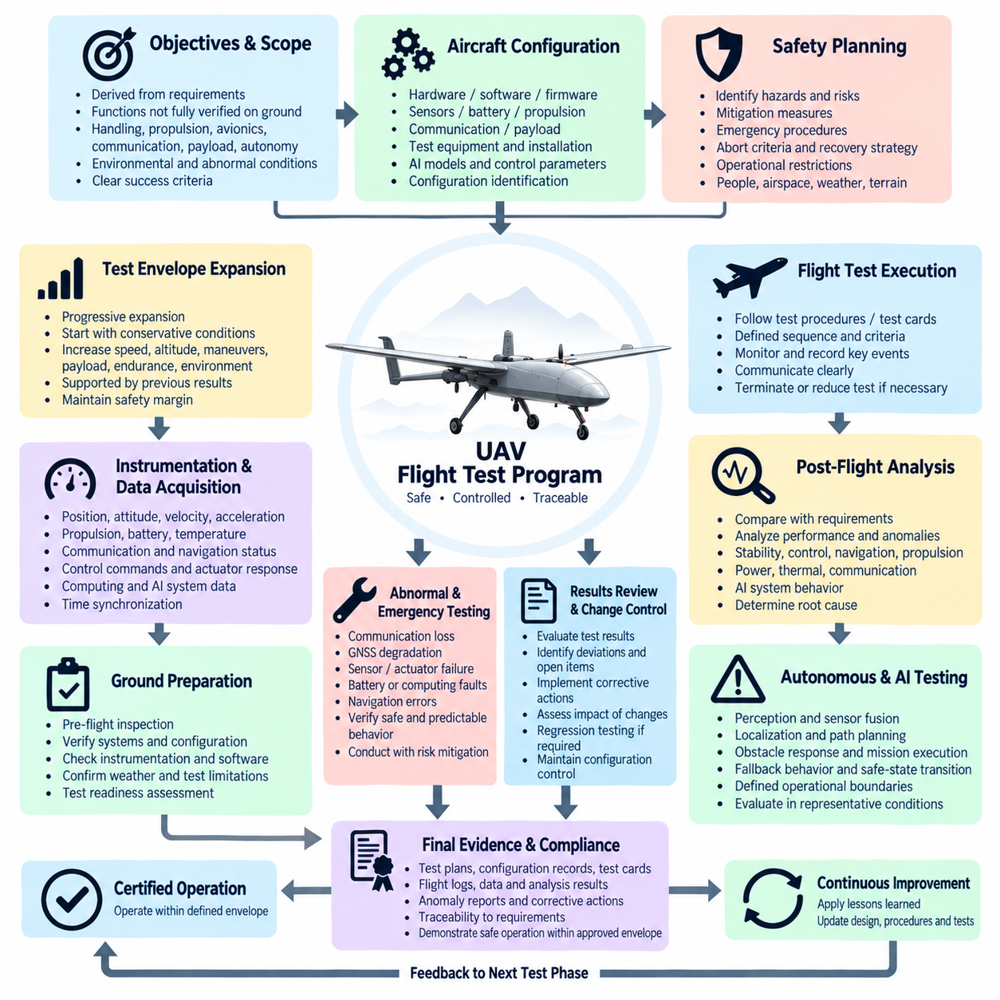 Objectives & Scope
• Derived from requirements
• Functions not fully verified on ground
• Handling, propulsion, avionics,
communication, payload, autonomy
• Environmental and abnormal conditions
• Clear success criteria
Aircraft Configuration
• Hardware / software / firmware
• Sensors / battery / propulsion
• Communication / payload
• Test equipment and installation
• AI models and control parameters
• Configuration identification
Safety Planning
• Identify hazards and risks
• Mitigation measures
• Emergency procedures
• Abort criteria and recovery strategy
• Operational restrictions
• People, airspace, weather, terrain
Test Envelope Expansion
• Progressive expansion
• Start with conservative conditions
• Increase speed, altitude, maneuvers,
payload, endurance, environment
• Supported by previous results
• Maintain safety margin
Instrumentation &
Data Acquisition
• Position, attitude, velocity, acceleration
• Propulsion, battery, temperature
• Communication and navigation status
• Control commands and actuator response
• Computing and AI system data
• Time synchronization
Ground Preparation
• Pre-flight inspection
• Verify systems and configuration
• Check instrumentation and software
• Confirm weather and test limitations
• Test readiness assessment
UAV
Flight Test Program
Safe • Controlled • Traceable
Abnormal &
Emergency Testing
• Communication loss
• GNSS degradation
• Sensor / actuator failure
• Battery or computing faults
• Navigation errors
• Verify safe and predictable
behavior
• Conduct with risk mitigation
Results Review
& Change Control
• Evaluate test results
• Identify deviations and
open items
• Implement corrective
actions
• Assess impact of changes
• Regression testing if
required
• Maintain configuration
control
Flight Test Execution
• Follow test procedures / test cards
• Defined sequence and criteria
• Monitor and record key events
• Communicate clearly
• Terminate or reduce test if necessary
Post-Flight Analysis
• Compare with requirements
• Analyze performance and anomalies
• Stability, control, navigation, propulsion
• Power, thermal, communication
• AI system behavior
• Determine root cause
Autonomous & AI Testing
• Perception and sensor fusion
• Localization and path planning
• Obstacle response and mission execution
• Fallback behavior and safe-state transition
• Defined operational boundaries
• Evaluate in representative conditions
Final Evidence & Compliance
• Test plans, configuration records, test cards
• Flight logs, data and analysis results
• Anomaly reports and corrective actions
• Traceability to requirements
• Demonstrate safe operation within approved envelope
Certified Operation
Operate within defined envelope
Continuous Improvement
Apply lessons learned
Update design, procedures and tests
Feedback to Next Test Phase